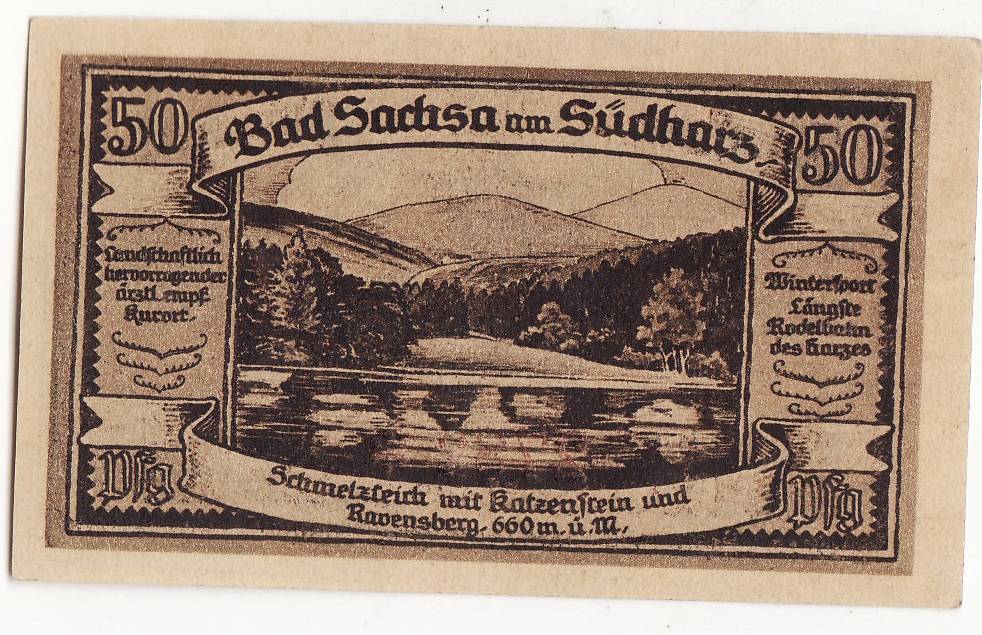 50
Bad Sachsa am Südharz
50
Landschaftlich
hervorragender
ärztl. empf.
Kurort.
Wintersport
Längste
Rodelbahn
des Harzes
Pfg
Schmelzteich mit Katzenstein und
Ravensberg. 660 m. ü. M.
Pfg